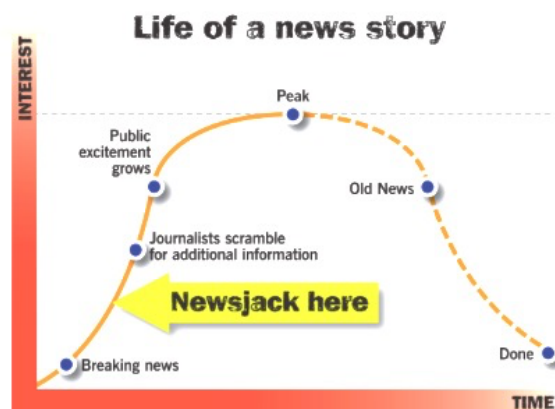 Life of a news story
INTEREST
Peak
Public
excitement
grows
Old News
Journalists scramble
for additional information
Newsjack here
Breaking news
Done
TIME